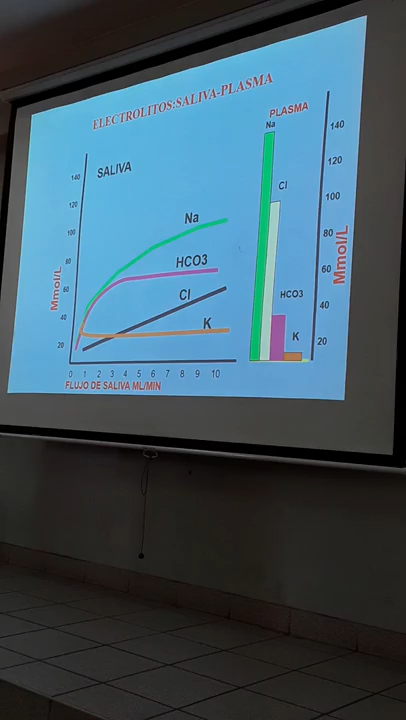 ELECTROLITOS:SALIVA-PLASMA
SALIVA
140
120
100
80
60
40
20
Mmol/L
Na
HCO3
Cl
K
0 1 2 3 4 5 6 7 8 9 10
FLUJO DE SALIVA ML/MIN
PLASMA
Na
Cl
HCO3
K
140
120
100
80
60
40
20
Mmol/L